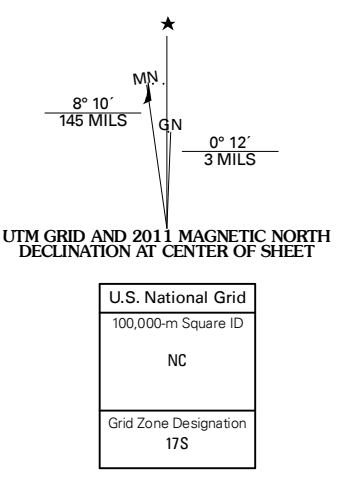 ★
MN
8° 10´
145 MILS
GN
0° 12´
3 MILS
UTM GRID AND 2011 MAGNETIC NORTH
DECLINATION AT CENTER OF SHEET
U.S. National Grid
100,000-m Square ID
NC
Grid Zone Designation
17S